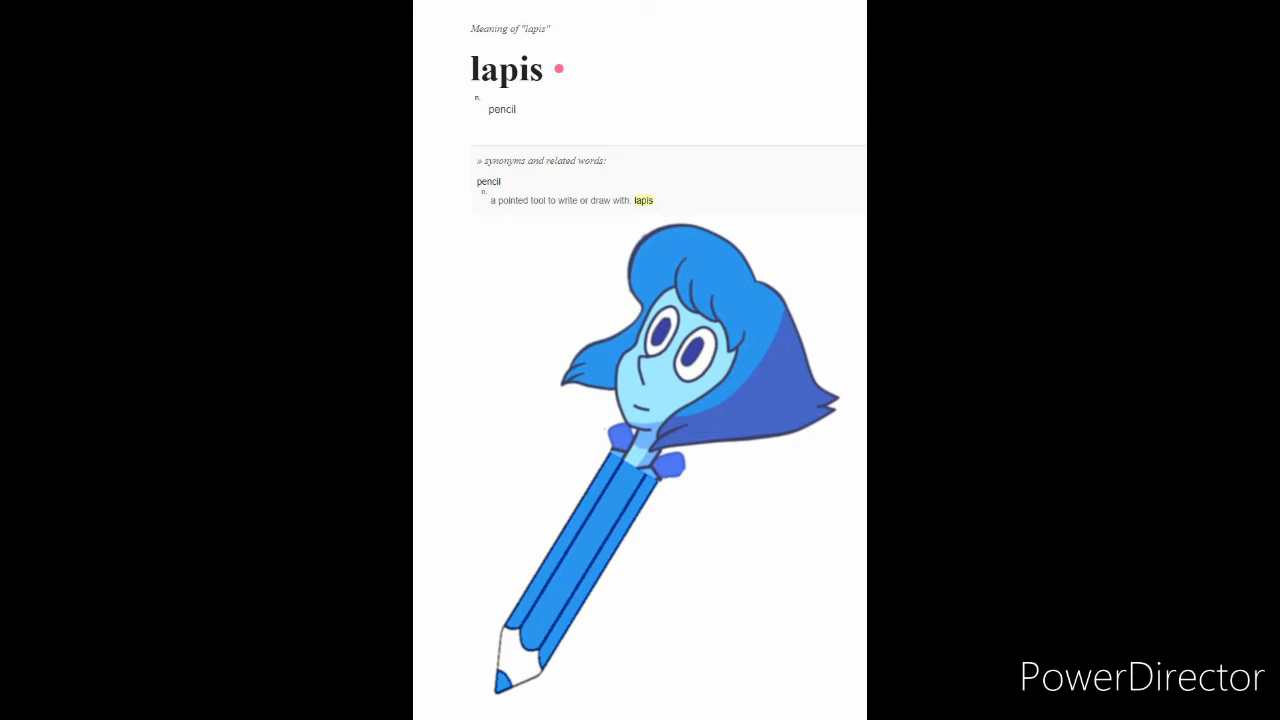 Meaning of "lapis"
lapis
n.
pencil
» synonyms and related words:
pencil
n.
a pointed tool to write or draw with: lapis
PowerDirector